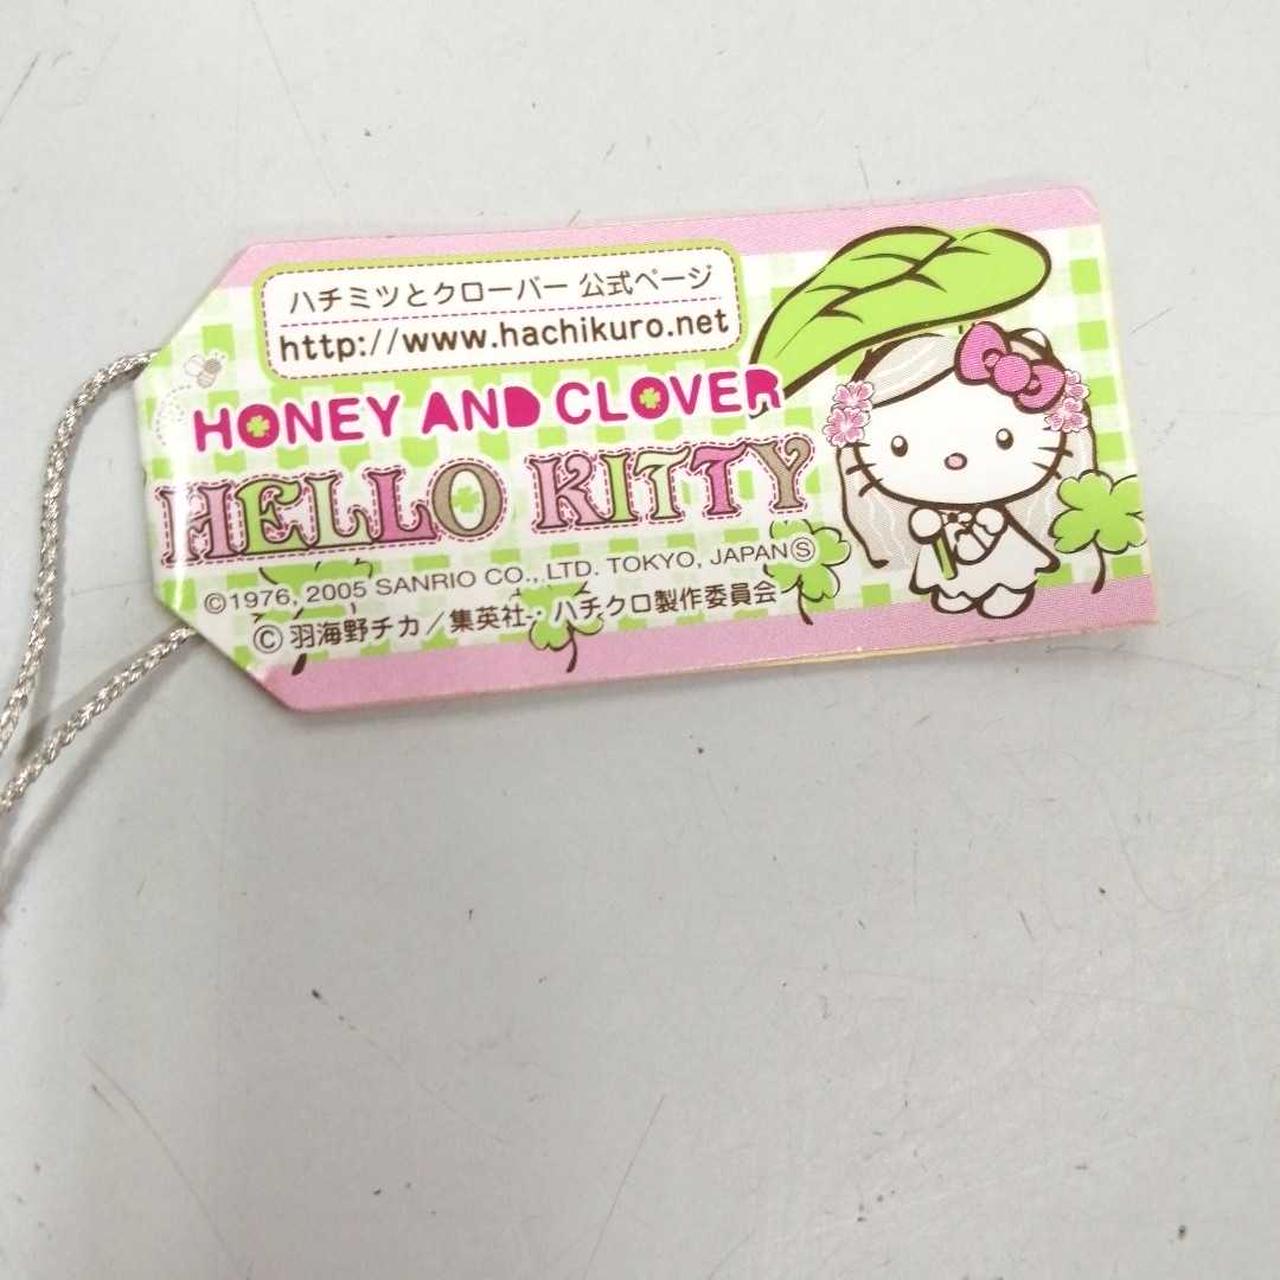 ハチミツとクローバー 公式ページ
http://www.hachikuro.net
HONEY AND CLOVER
HELLO KITTY
©1976, 2005 SANRIO CO., LTD. TOKYO, JAPANⓈ
© 羽海野チカ／集英社・ハチクロ製作委員会